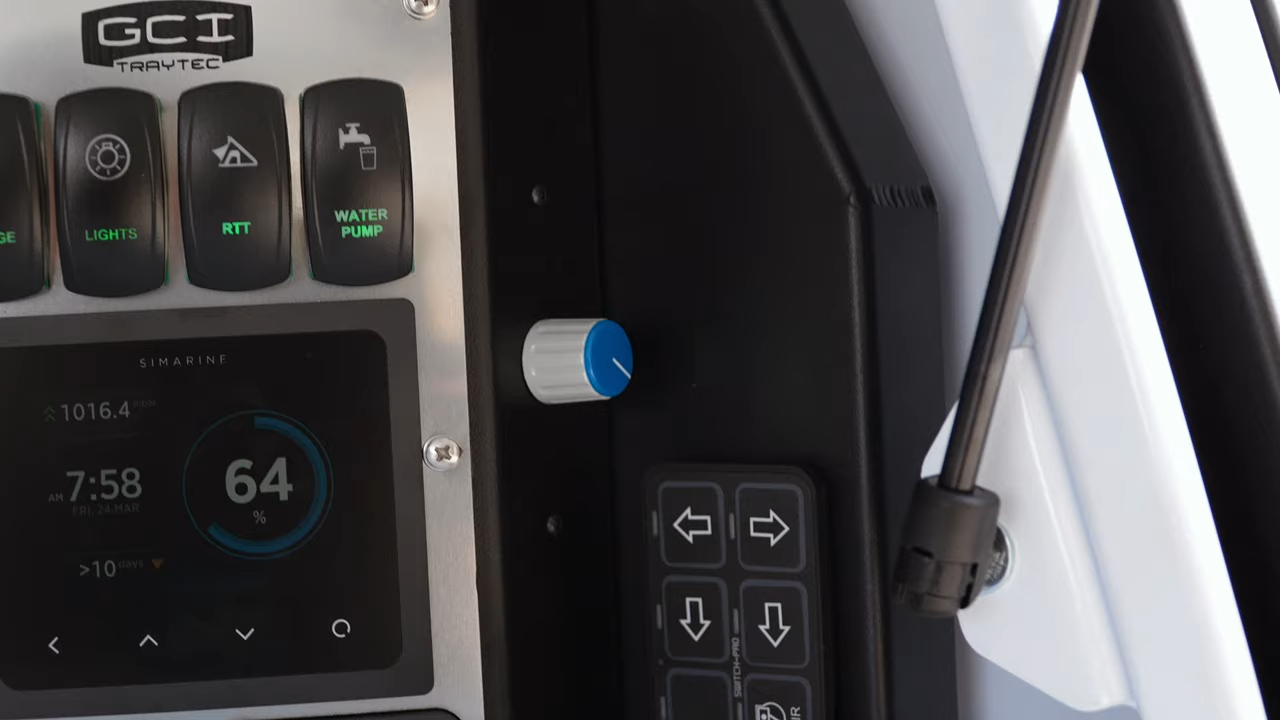 GCI
TRAYTEC
GE
LIGHTS
RTT
WATER
PUMP
SIMARINE
1016.4
AM 7:58
FRI, 24.MAR
64
%
>10 days
SWITCH-PRO
IR